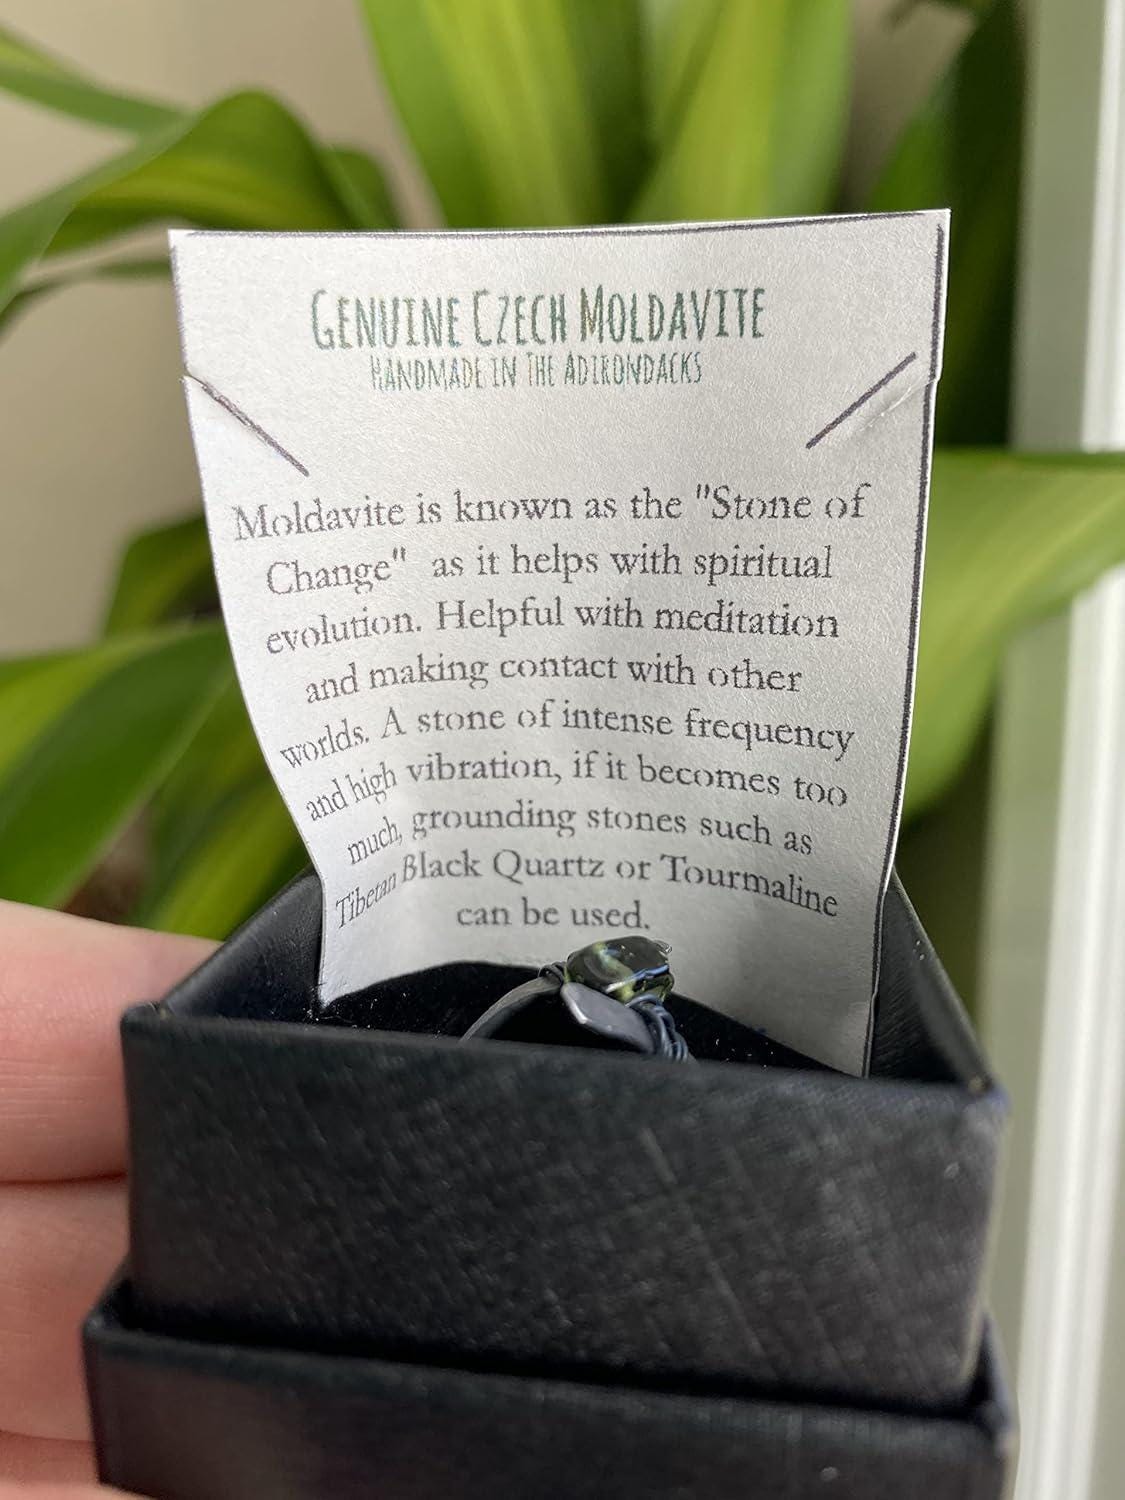 GENUINE CZECH MOLDAVITE
HANDMADE IN THE ADIRONDACKS
Moldavite is known as the "Stone of
Change" as it helps with spiritual
evolution. Helpful with meditation
and making contact with other
worlds. A stone of intense frequency
and high vibration, if it becomes too
much, grounding stones such as
Tibetan Black Quartz or Tourmaline
can be used.